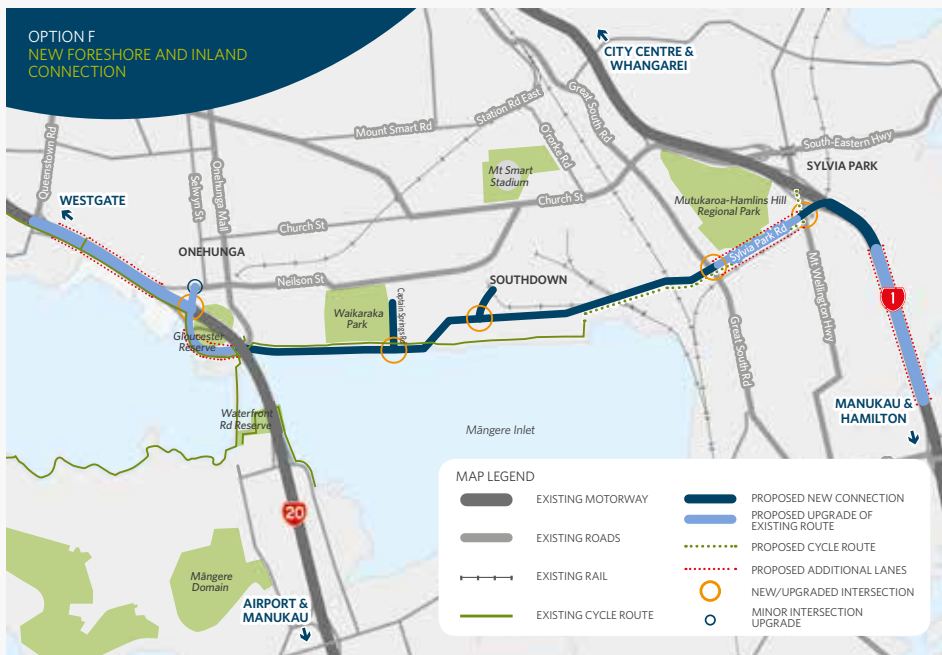 OPTION F
NEW FORESHORE AND INLAND
CONNECTION
CITY CENTRE &
WHANGAREI
Queenstown Rd
Selwyn St
Onehunga Mall
Mount Smart Rd
Station Rd East
O'rorke Rd
Great South Rd
South-Eastern Hwy
SYLVIA PARK
Mt Smart
Stadium
Mutukaroa-Hamlins Hill
Regional Park
WESTGATE
Church St
Church St
ONEHUNGA
Neilson St
SOUTHDOWN
Sylvia Park Rd
Mt Wellington Hwy
1
Waikaraka
Park
Captain Springs Rd
Gloucester
Reserve
Great South Rd
Waterfront
Rd Reserve
Māngere Inlet
MANUKAU &
HAMILTON
20
Māngere
Domain
AIRPORT &
MANUKAU
MAP LEGEND
EXISTING MOTORWAY
EXISTING ROADS
EXISTING RAIL
EXISTING CYCLE ROUTE
PROPOSED NEW CONNECTION
PROPOSED UPGRADE OF
EXISTING ROUTE
PROPOSED CYCLE ROUTE
PROPOSED ADDITIONAL LANES
NEW/UPGRADED INTERSECTION
MINOR INTERSECTION
UPGRADE